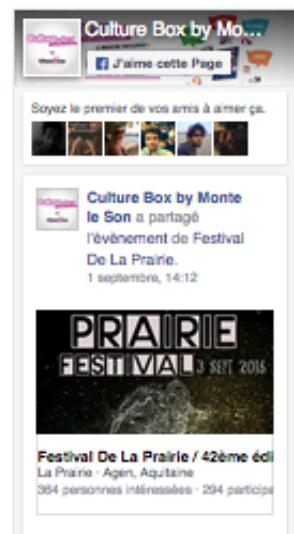 Culture Box by Mo...
J'aime cette Page
Soyez le premier de vos amis à aimer ça.
Culture Box by Monte
le Son a partagé
l'évènement de Festival
De La Prairie.
1 septembre, 14:12
PRAIRIE
FESTIVAL 3 SEPT 2016
Festival De La Prairie / 42ème édi
La Prairie - Agen, Aquitaine
364 personnes intéressées · 294 participe